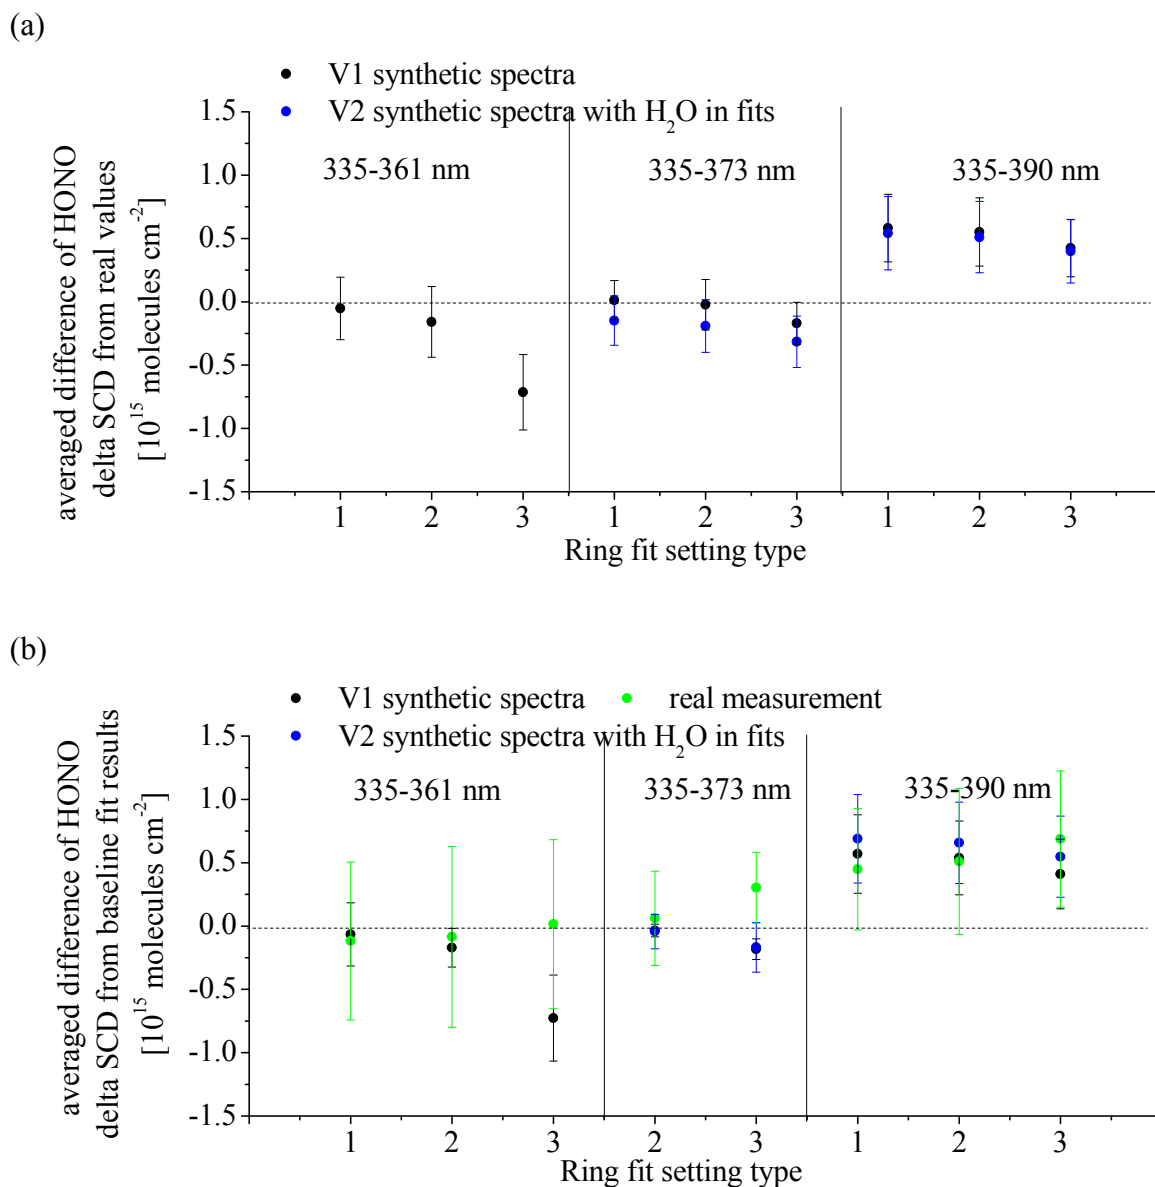 (a)
V1 synthetic spectra
V2 synthetic spectra with H₂O in fits
335-361 nm
335-373 nm
335-390 nm
averaged difference of HONO
delta SCD from real values
[10¹⁵ molecules cm⁻²]
1.5
1.0
0.5
0.0
-0.5
-1.0
-1.5
1 2 3 1 2 3 1 2 3
Ring fit setting type
(b)
V1 synthetic spectra real measurement
V2 synthetic spectra with H₂O in fits
335-361 nm
335-373 nm
335-390 nm
averaged difference of HONO
delta SCD from baseline fit results
[10¹⁵ molecules cm⁻²]
1.5
1.0
0.5
0.0
-0.5
-1.0
-1.5
1 2 3 2 3 1 2 3
Ring fit setting type